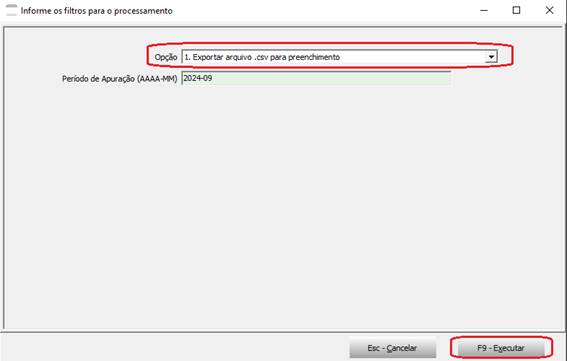 Informe os filtros para o processamento
Opção 1. Exportar arquivo .csv para preenchimento
Período de Apuração (AAAA-MM) 2024-09
Esc - Cancelar F9 - Executar